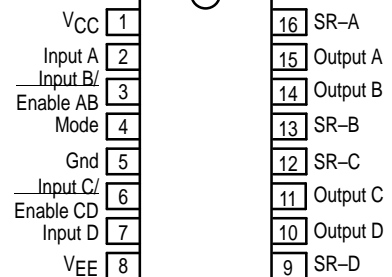 VCC 1
Input A 2
Input B/
Enable AB 3
Mode 4
Gnd 5
Input C/
Enable CD 6
Input D 7
VEE 8
16 SR–A
15 Output A
14 Output B
13 SR–B
12 SR–C
11 Output C
10 Output D
9 SR–D